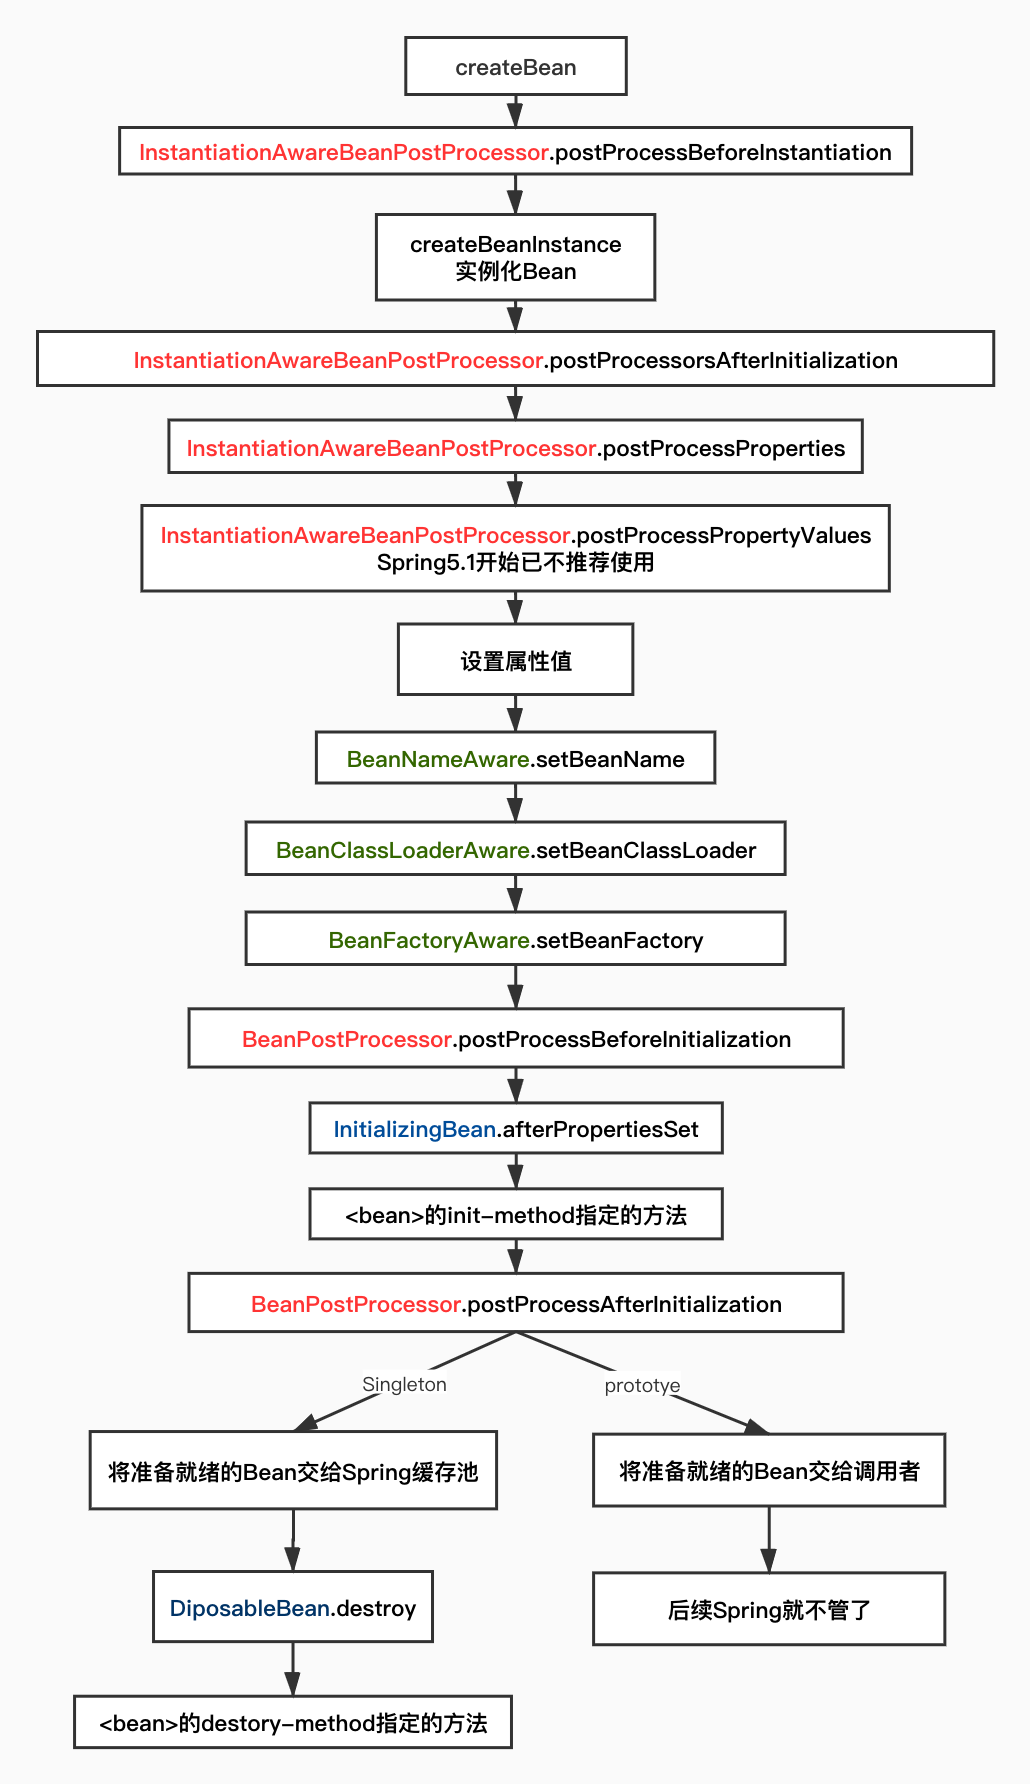 createBean
InstantiationAwareBeanPostProcessor.postProcessBeforeInstantiation
createBeanInstance
实例化Bean
InstantiationAwareBeanPostProcessor.postProcessorsAfterInitialization
InstantiationAwareBeanPostProcessor.postProcessProperties
InstantiationAwareBeanPostProcessor.postProcessPropertyValues
Spring5.1开始已不推荐使用
设置属性值
BeanNameAware.setBeanName
BeanClassLoaderAware.setBeanClassLoader
BeanFactoryAware.setBeanFactory
BeanPostProcessor.postProcessBeforeInitialization
InitializingBean.afterPropertiesSet
<bean>的init-method指定的方法
BeanPostProcessor.postProcessAfterInitialization
Singleton
prototye
将准备就绪的Bean交给Spring缓存池
将准备就绪的Bean交给调用者
DiposableBean.destroy
后续Spring就不管了
<bean>的destory-method指定的方法